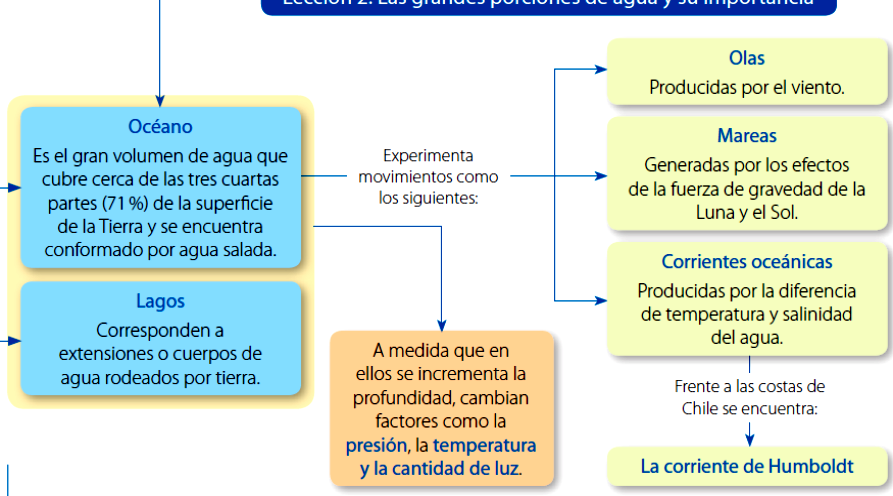 Lección 2: Las grandes porciones de agua y su importancia
Océano
Es el gran volumen de agua que
cubre cerca de las tres cuartas
partes (71 %) de la superficie
de la Tierra y se encuentra
conformado por agua salada.
Lagos
Corresponden a
extensiones o cuerpos de
agua rodeados por tierra.
Experimenta
movimientos como
los siguientes:
A medida que en
ellos se incrementa la
profundidad, cambian
factores como la
presión, la temperatura
y la cantidad de luz.
Olas
Producidas por el viento.
Mareas
Generadas por los efectos
de la fuerza de gravedad de la
Luna y el Sol.
Corrientes oceánicas
Producidas por la diferencia
de temperatura y salinidad
del agua.
Frente a las costas de
Chile se encuentra:
La corriente de Humboldt